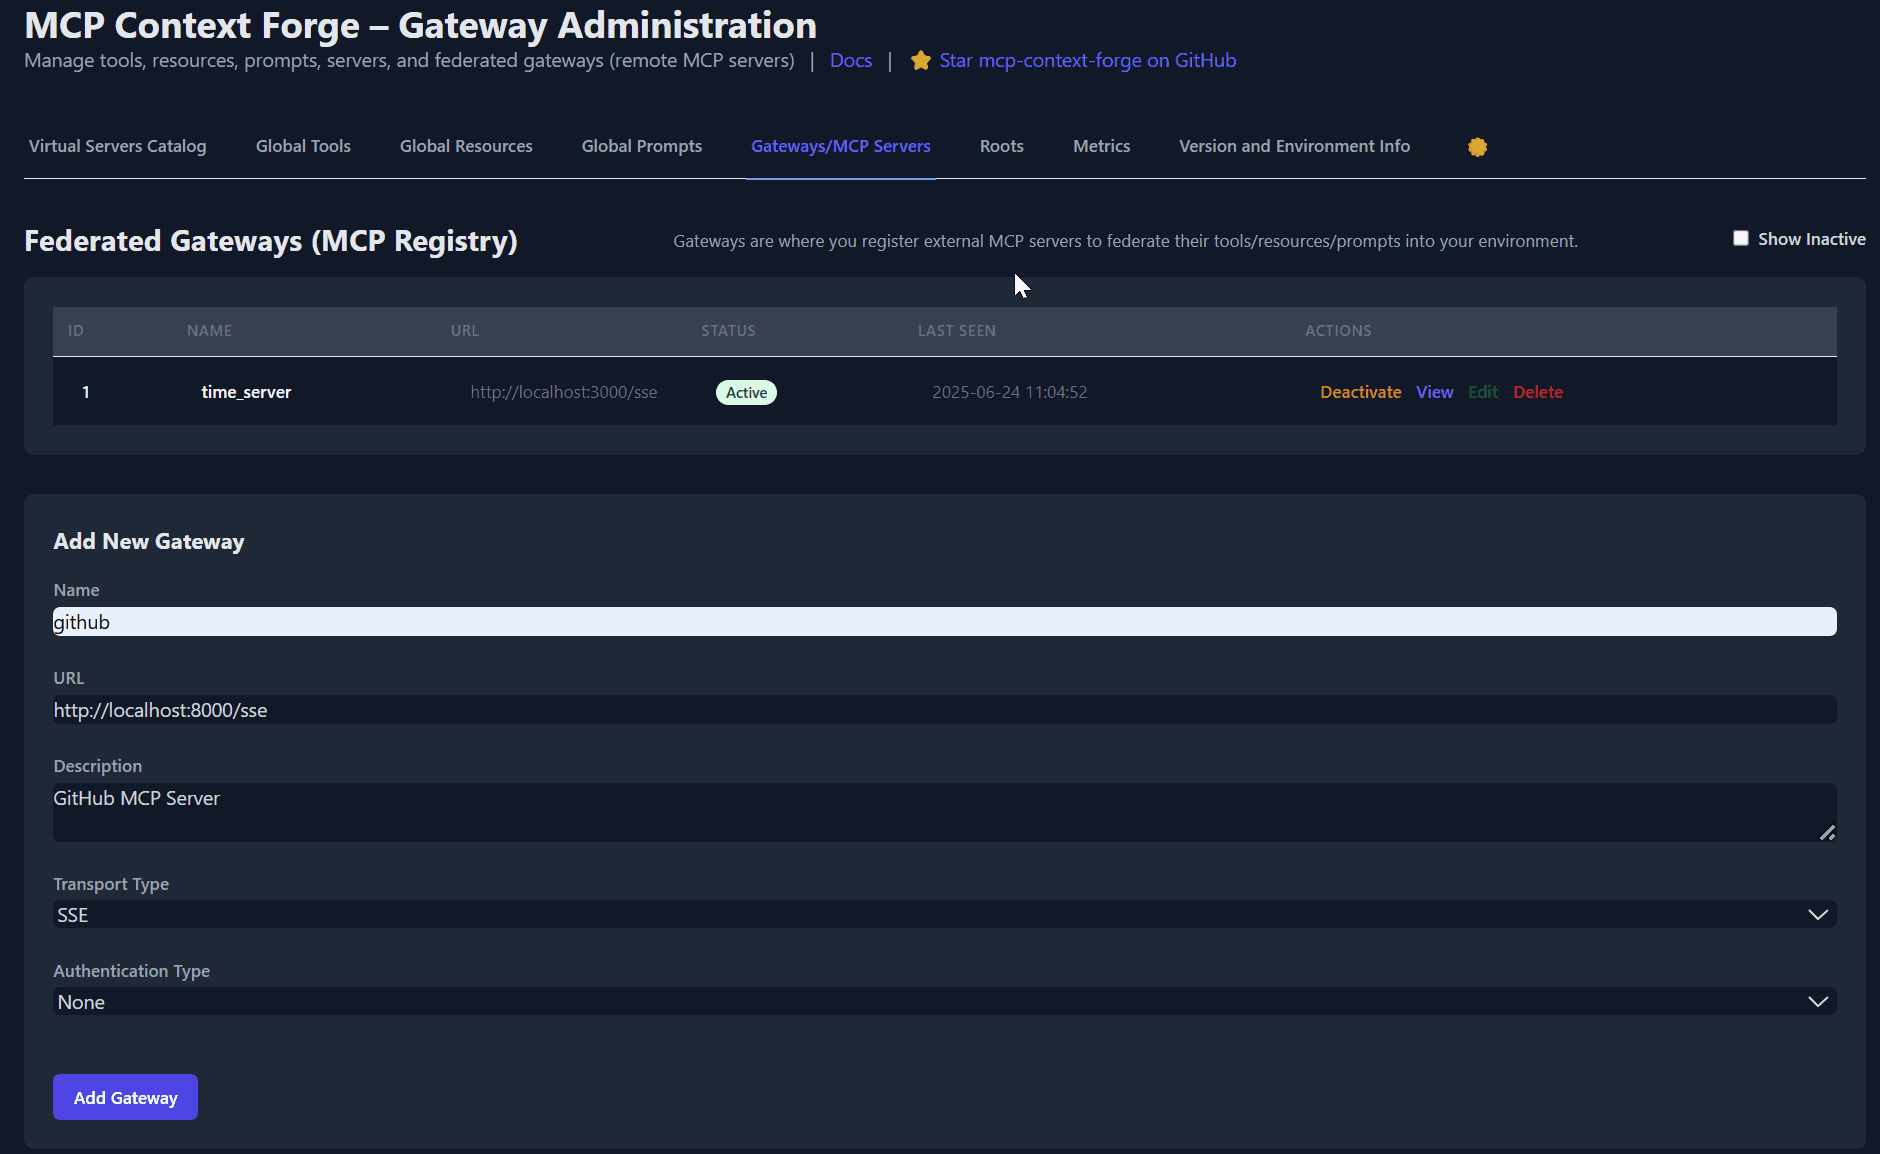 MCP Context Forge – Gateway Administration
Manage tools, resources, prompts, servers, and federated gateways (remote MCP servers) | Docs | Star mcp-context-forge on GitHub
Virtual Servers Catalog Global Tools Global Resources Global Prompts Gateways/MCP Servers Roots Metrics Version and Environment Info
Federated Gateways (MCP Registry) Gateways are where you register external MCP servers to federate their tools/resources/prompts into your environment. Show Inactive
ID NAME URL STATUS LAST SEEN ACTIONS
1 time_server http://localhost:3000/sse Active 2025-06-24 11:04:52 Deactivate View Edit Delete
Add New Gateway
Name
github
URL
http://localhost:8000/sse
Description
GitHub MCP Server
Transport Type
SSE
Authentication Type
None
Add Gateway